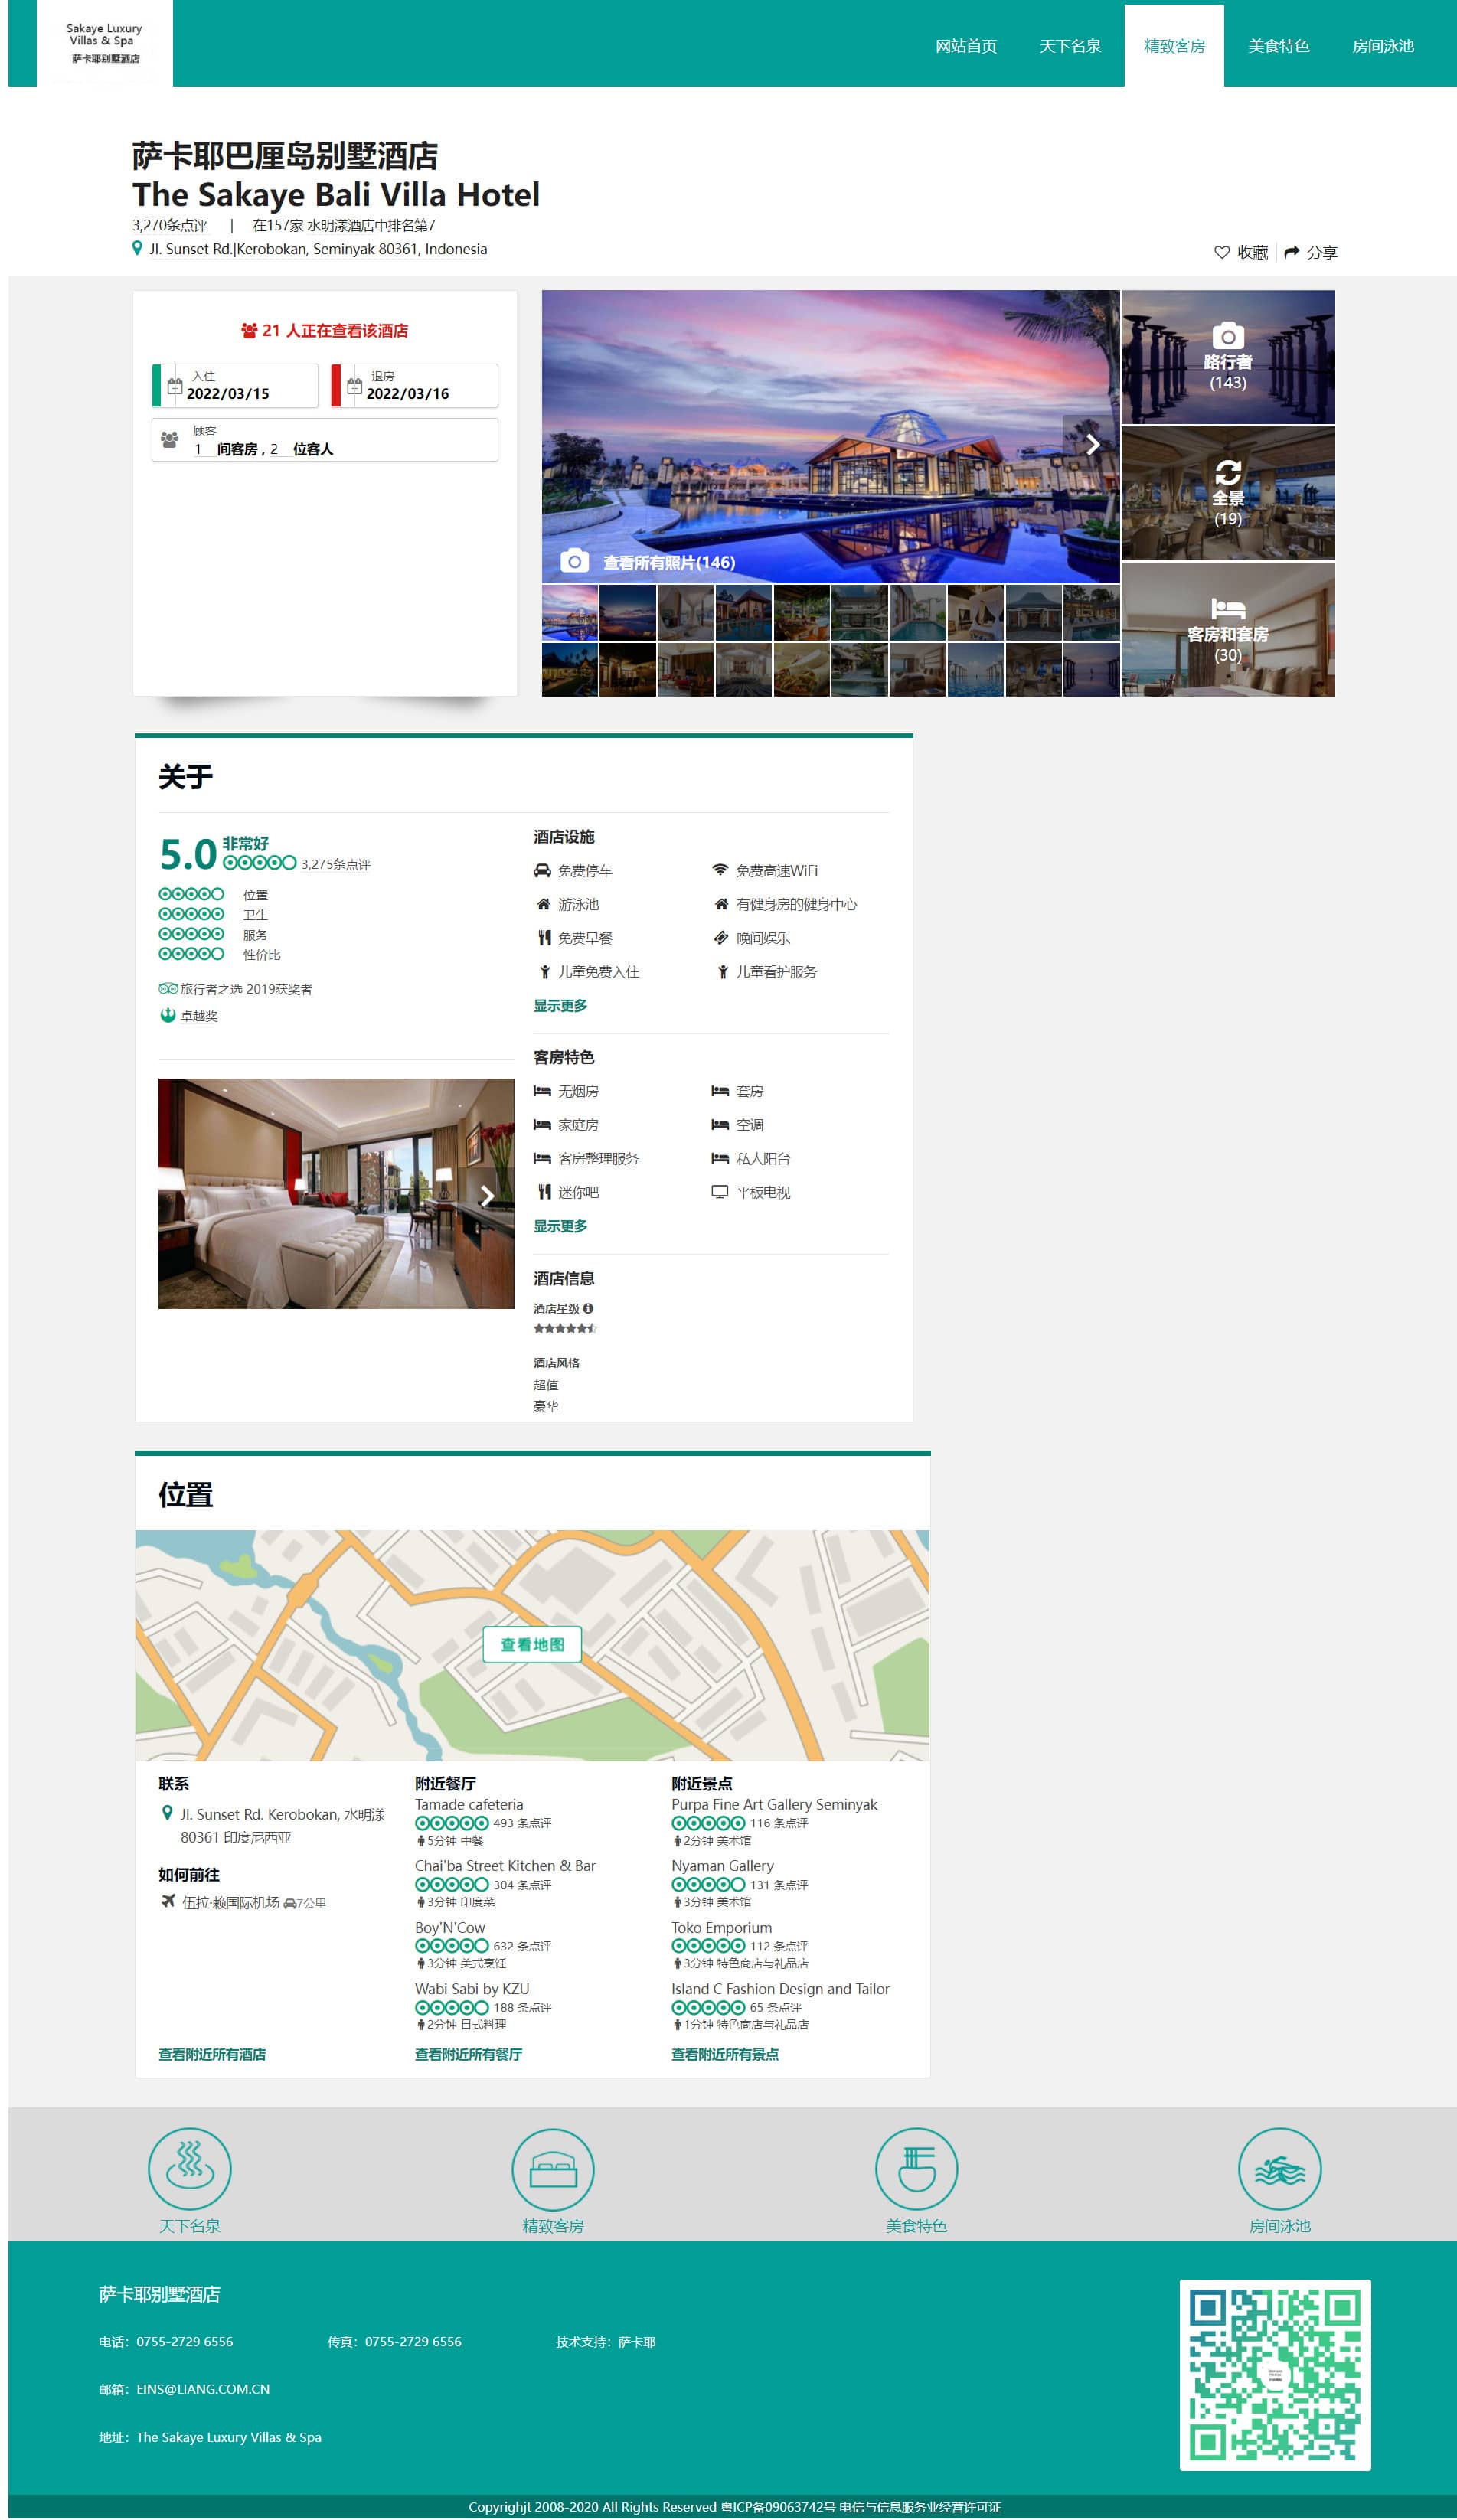 Sakaye Luxury
Villas & Spa
萨卡耶别墅酒店
网站首页
天下名泉
精致客房
美食特色
房间泳池
萨卡耶巴厘岛别墅酒店
The Sakaye Bali Villa Hotel
3,270条点评 | 在157家 水明漾酒店中排名第7
Jl. Sunset Rd.|Kerobokan, Seminyak 80361, Indonesia
收藏
分享
21 人正在查看该酒店
入住
2022/03/15
退房
2022/03/16
顾客
1 间客房 , 2 位客人
查看所有照片(146)
路行者
(143)
全景
(19)
客房和套房
(30)
关于
5.0
非常好
3,275条点评
位置
卫生
服务
性价比
旅行者之选 2019获奖者
卓越奖
酒店设施
免费停车
免费高速WiFi
游泳池
有健身房的健身中心
免费早餐
晚间娱乐
儿童免费入住
儿童看护服务
显示更多
客房特色
无烟房
套房
家庭房
空调
客房整理服务
私人阳台
迷你吧
平板电视
显示更多
酒店信息
酒店星级
酒店风格
超值
豪华
位置
查看地图
联系
Jl. Sunset Rd. Kerobokan, 水明漾
80361 印度尼西亚
如何前往
伍拉·赖国际机场 7公里
查看附近所有酒店
附近餐厅
Tamade cafeteria
493 条点评
5分钟 中餐
Chai'ba Street Kitchen & Bar
304 条点评
3分钟 印度菜
Boy'N'Cow
632 条点评
3分钟 美式烹饪
Wabi Sabi by KZU
188 条点评
2分钟 日式料理
查看附近所有餐厅
附近景点
Purpa Fine Art Gallery Seminyak
116 条点评
2分钟 美术馆
Nyaman Gallery
131 条点评
3分钟 美术馆
Toko Emporium
112 条点评
3分钟 特色商店与礼品店
Island C Fashion Design and Tailor
65 条点评
1分钟 特色商店与礼品店
查看附近所有景点
天下名泉
精致客房
美食特色
房间泳池
萨卡耶别墅酒店
电话：0755-2729 6556
传真：0755-2729 6556
技术支持：萨卡耶
邮箱：EINS@LIANG.COM.CN
地址：The Sakaye Luxury Villas & Spa
Copyrighjt 2008-2020 All Rights Reserved 粤ICP备09063742号 电信与信息服务业经营许可证